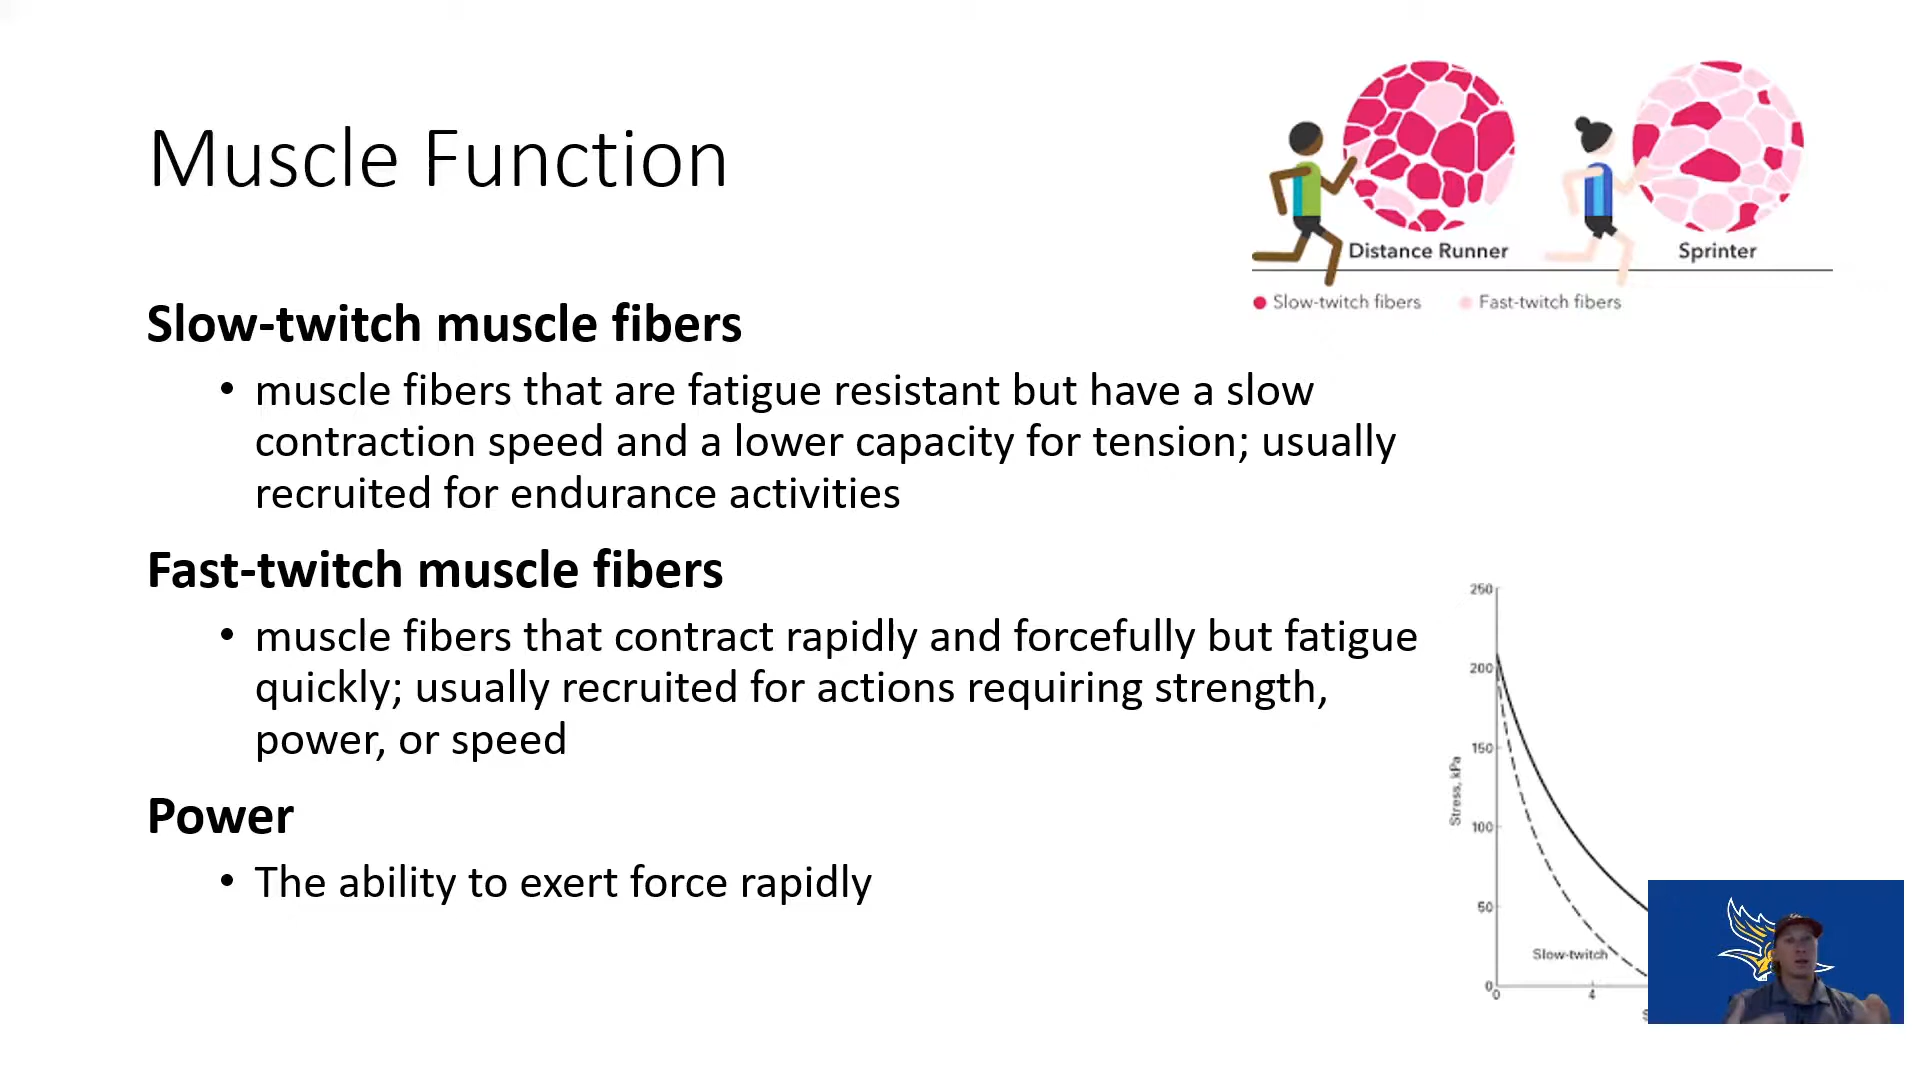 Muscle Function
Distance Runner
Sprinter
Slow-twitch fibers
Fast-twitch fibers
Slow-twitch muscle fibers
• muscle fibers that are fatigue resistant but have a slow
contraction speed and a lower capacity for tension; usually
recruited for endurance activities
Fast-twitch muscle fibers
• muscle fibers that contract rapidly and forcefully but fatigue
quickly; usually recruited for actions requiring strength,
power, or speed
Power
• The ability to exert force rapidly
250
200
150
100
50
0
Stress, kPa
Slow-twitch
0
4